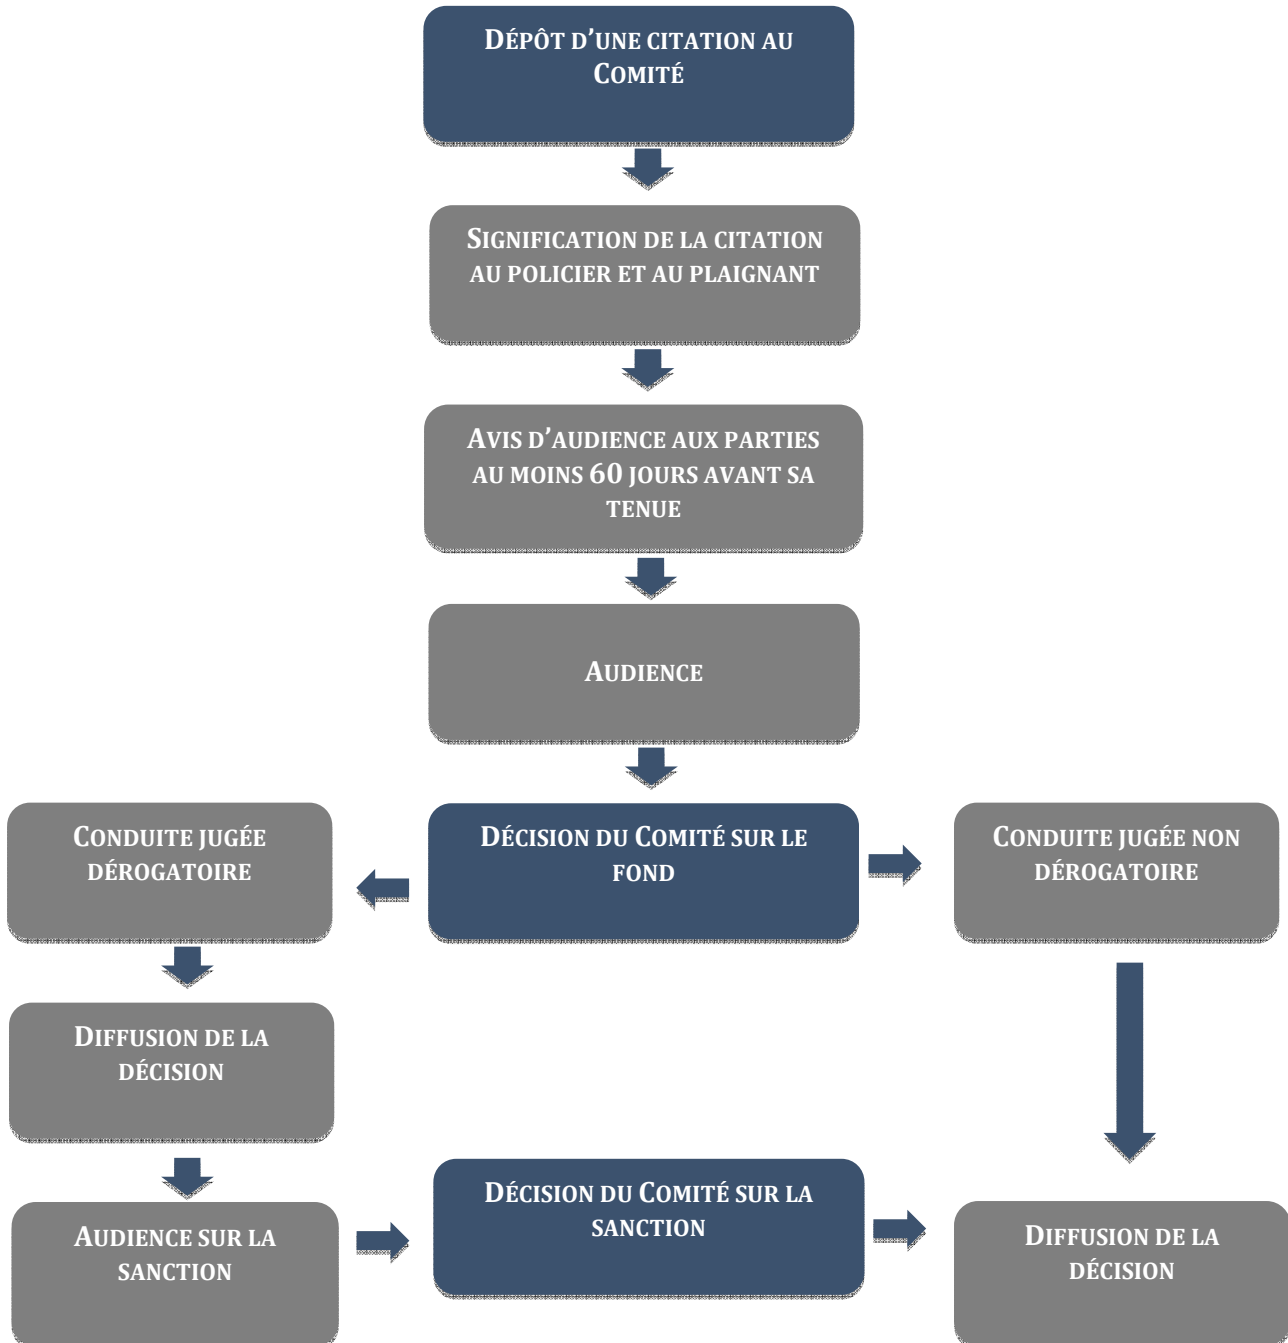 DÉPÔT D’UNE CITATION AU
COMITÉ
SIGNIFICATION DE LA CITATION
AU POLICIER ET AU PLAIGNANT
AVIS D’AUDIENCE AUX PARTIES
AU MOINS 60 JOURS AVANT SA
TENUE
AUDIENCE
CONDUITE JUGÉE
DÉROGATOIRE
DÉCISION DU COMITÉ SUR LE
FOND
CONDUITE JUGÉE NON
DÉROGATOIRE
DIFFUSION DE LA
DÉCISION
AUDIENCE SUR LA
SANCTION
DÉCISION DU COMITÉ SUR LA
SANCTION
DIFFUSION DE LA
DÉCISION